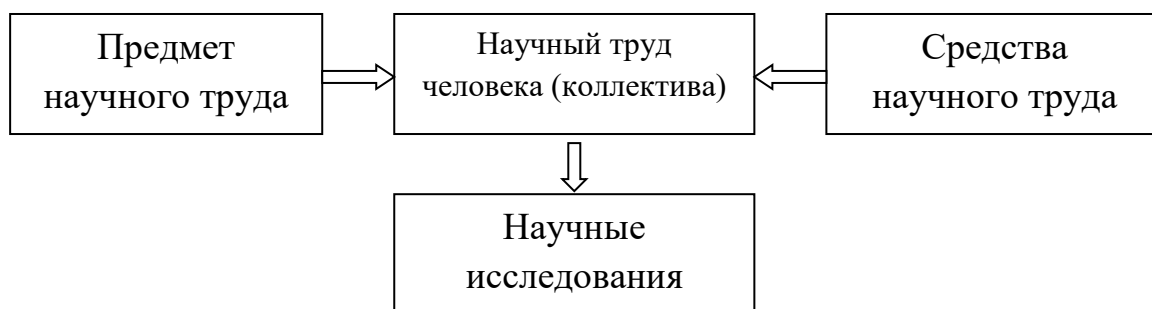 Предмет
научного труда
Научный труд
человека (коллектива)
Средства
научного труда
Научные
исследования